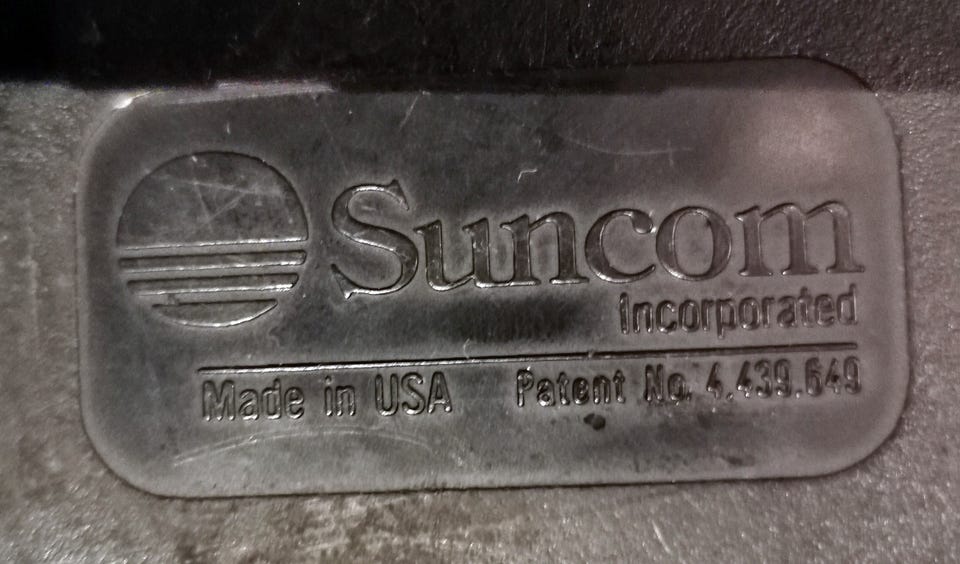 Suncom
Incorporated
Made in USA Patent No. 4.439.649